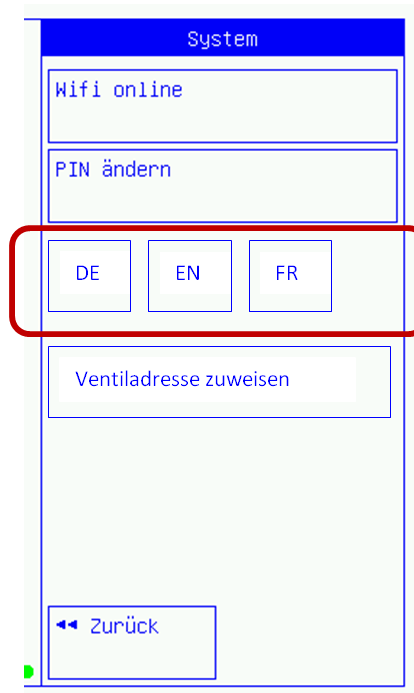 System
Wifi online
PIN ändern
DE EN FR
Ventiladresse zuweisen
◄◄ Zurück